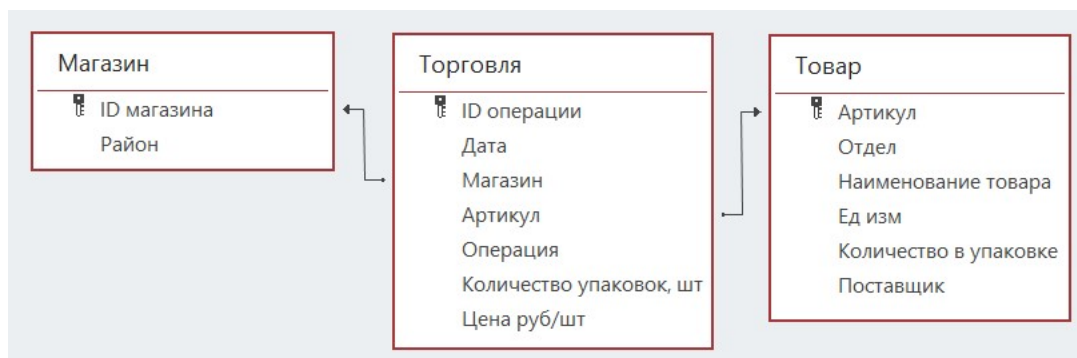 Магазин
ID магазина
Район
Торговля
ID операции
Дата
Магазин
Артикул
Операция
Количество упаковок, шт
Цена руб/шт
Товар
Артикул
Отдел
Наименование товара
Ед изм
Количество в упаковке
Поставщик